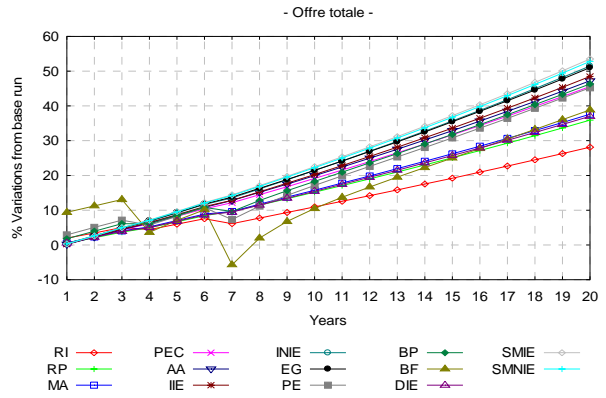 - Offre totale -
% Variations from base run
60
50
40
30
20
10
0
-10
1 2 3 4 5 6 7 8 9 10 11 12 13 14 15 16 17 18 19 20
Years
RI PEC INIE BP SMIE
RP AA EG BF SMNIE
MA IIE PE DIE